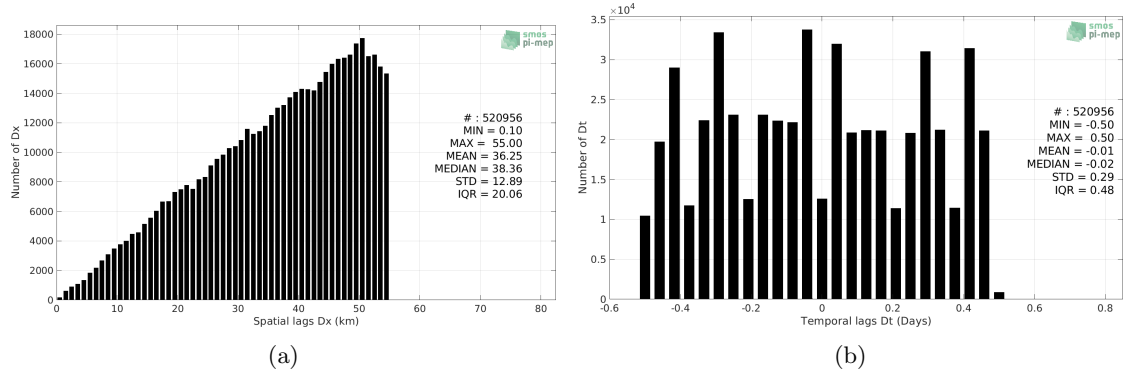 18000
16000
14000
12000
10000
8000
6000
4000
2000
0
Number of Dx
0 10 20 30 40 50 60 70 80
Spatial lags Dx (km)
smos
pi-mep
# : 520956
MIN = 0.10
MAX = 55.00
MEAN = 36.25
MEDIAN = 38.36
STD = 12.89
IQR = 20.06
(a)
×10⁴
3.5
3
2.5
2
1.5
1
0.5
0
Number of Dt
-0.6 -0.4 -0.2 0 0.2 0.4 0.6 0.8
Temporal lags Dt (Days)
smos
pi-mep
# : 520956
MIN = -0.50
MAX = 0.50
MEAN = -0.01
MEDIAN = -0.02
STD = 0.29
IQR = 0.48
(b)